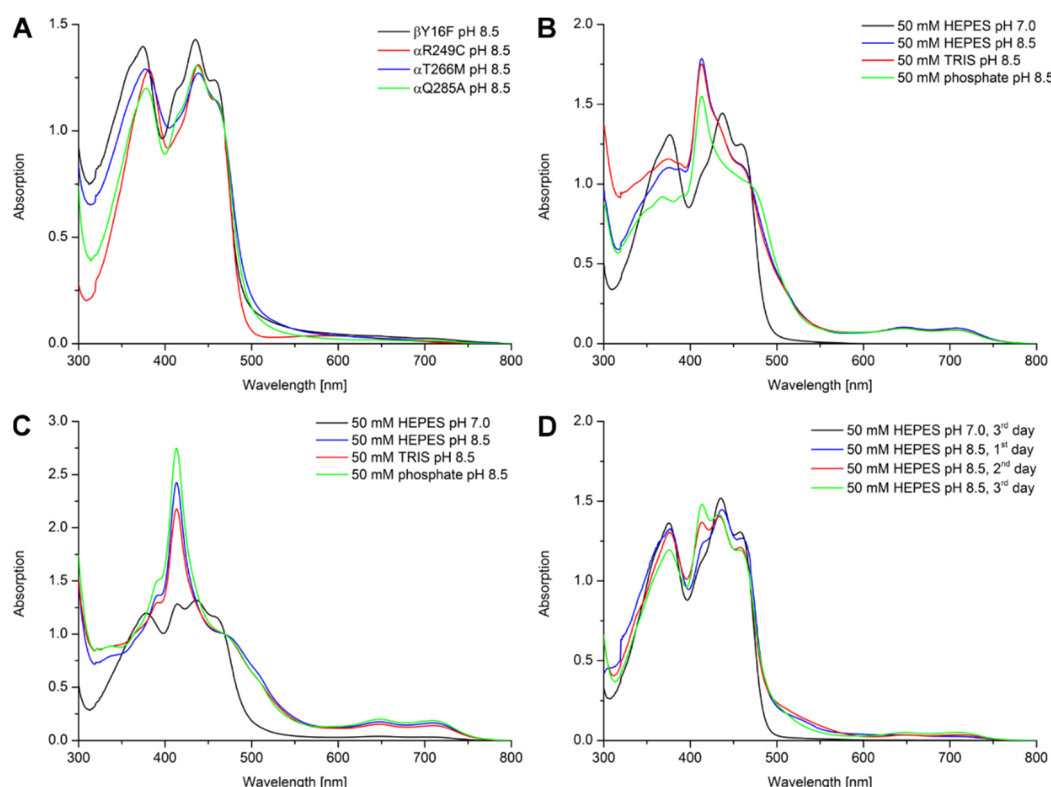 A
βY16F pH 8.5
αR249C pH 8.5
αT266M pH 8.5
αQ285A pH 8.5
1.5
1.0
0.5
0.0
Absorption
300 400 500 600 700 800
Wavelength [nm]
B
50 mM HEPES pH 7.0
50 mM HEPES pH 8.5
50 mM TRIS pH 8.5
50 mM phosphate pH 8.5
2.0
1.5
1.0
0.5
0.0
Absorption
300 400 500 600 700 800
Wavelength [nm]
C
50 mM HEPES pH 7.0
50 mM HEPES pH 8.5
50 mM TRIS pH 8.5
50 mM phosphate pH 8.5
3.0
2.5
2.0
1.5
1.0
0.5
0.0
Absorption
300 400 500 600 700 800
Wavelength [nm]
D
50 mM HEPES pH 7.0, 3rd day
50 mM HEPES pH 8.5, 1st day
50 mM HEPES pH 8.5, 2nd day
50 mM HEPES pH 8.5, 3rd day
2.0
1.5
1.0
0.5
0.0
Absorption
300 400 500 600 700 800
Wavelength [nm]